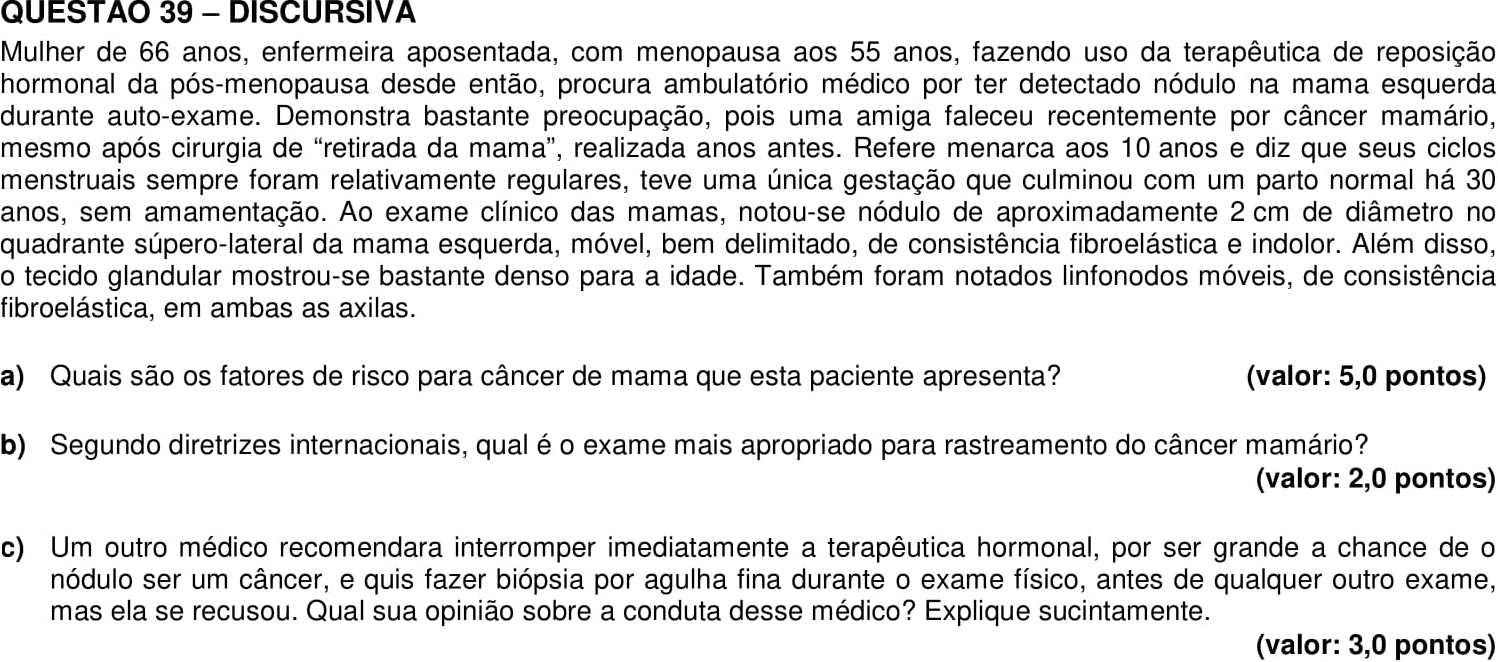 QUESTÃO 39 – DISCURSIVA
Mulher de 66 anos, enfermeira aposentada, com menopausa aos 55 anos, fazendo uso da terapêutica de reposição
hormonal da pós-menopausa desde então, procura ambulatório médico por ter detectado nódulo na mama esquerda
durante auto-exame. Demonstra bastante preocupação, pois uma amiga faleceu recentemente por câncer mamário,
mesmo após cirurgia de “retirada da mama”, realizada anos antes. Refere menarca aos 10 anos e diz que seus ciclos
menstruais sempre foram relativamente regulares, teve uma única gestação que culminou com um parto normal há 30
anos, sem amamentação. Ao exame clínico das mamas, notou-se nódulo de aproximadamente 2 cm de diâmetro no
quadrante súpero-lateral da mama esquerda, móvel, bem delimitado, de consistência fibroelástica e indolor. Além disso,
o tecido glandular mostrou-se bastante denso para a idade. Também foram notados linfonodos móveis, de consistência
fibroelástica, em ambas as axilas.
a) Quais são os fatores de risco para câncer de mama que esta paciente apresenta? (valor: 5,0 pontos)
b) Segundo diretrizes internacionais, qual é o exame mais apropriado para rastreamento do câncer mamário?
(valor: 2,0 pontos)
c) Um outro médico recomendara interromper imediatamente a terapêutica hormonal, por ser grande a chance de o
nódulo ser um câncer, e quis fazer biópsia por agulha fina durante o exame físico, antes de qualquer outro exame,
mas ela se recusou. Qual sua opinião sobre a conduta desse médico? Explique sucintamente.
(valor: 3,0 pontos)